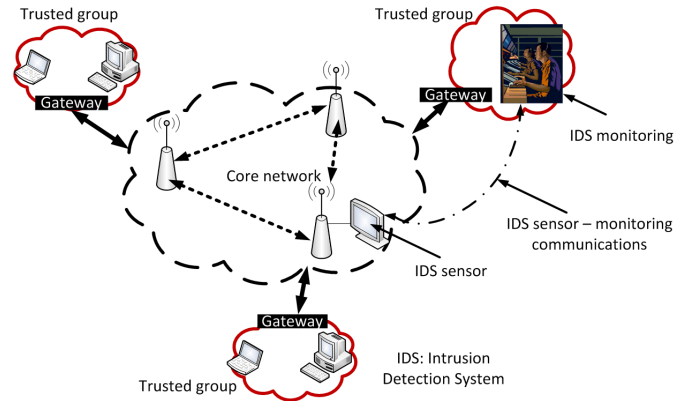 Trusted group
Trusted group
Gateway
Gateway
IDS monitoring
Core network
IDS sensor – monitoring
communications
IDS sensor
Gateway
IDS: Intrusion
Detection System
Trusted group